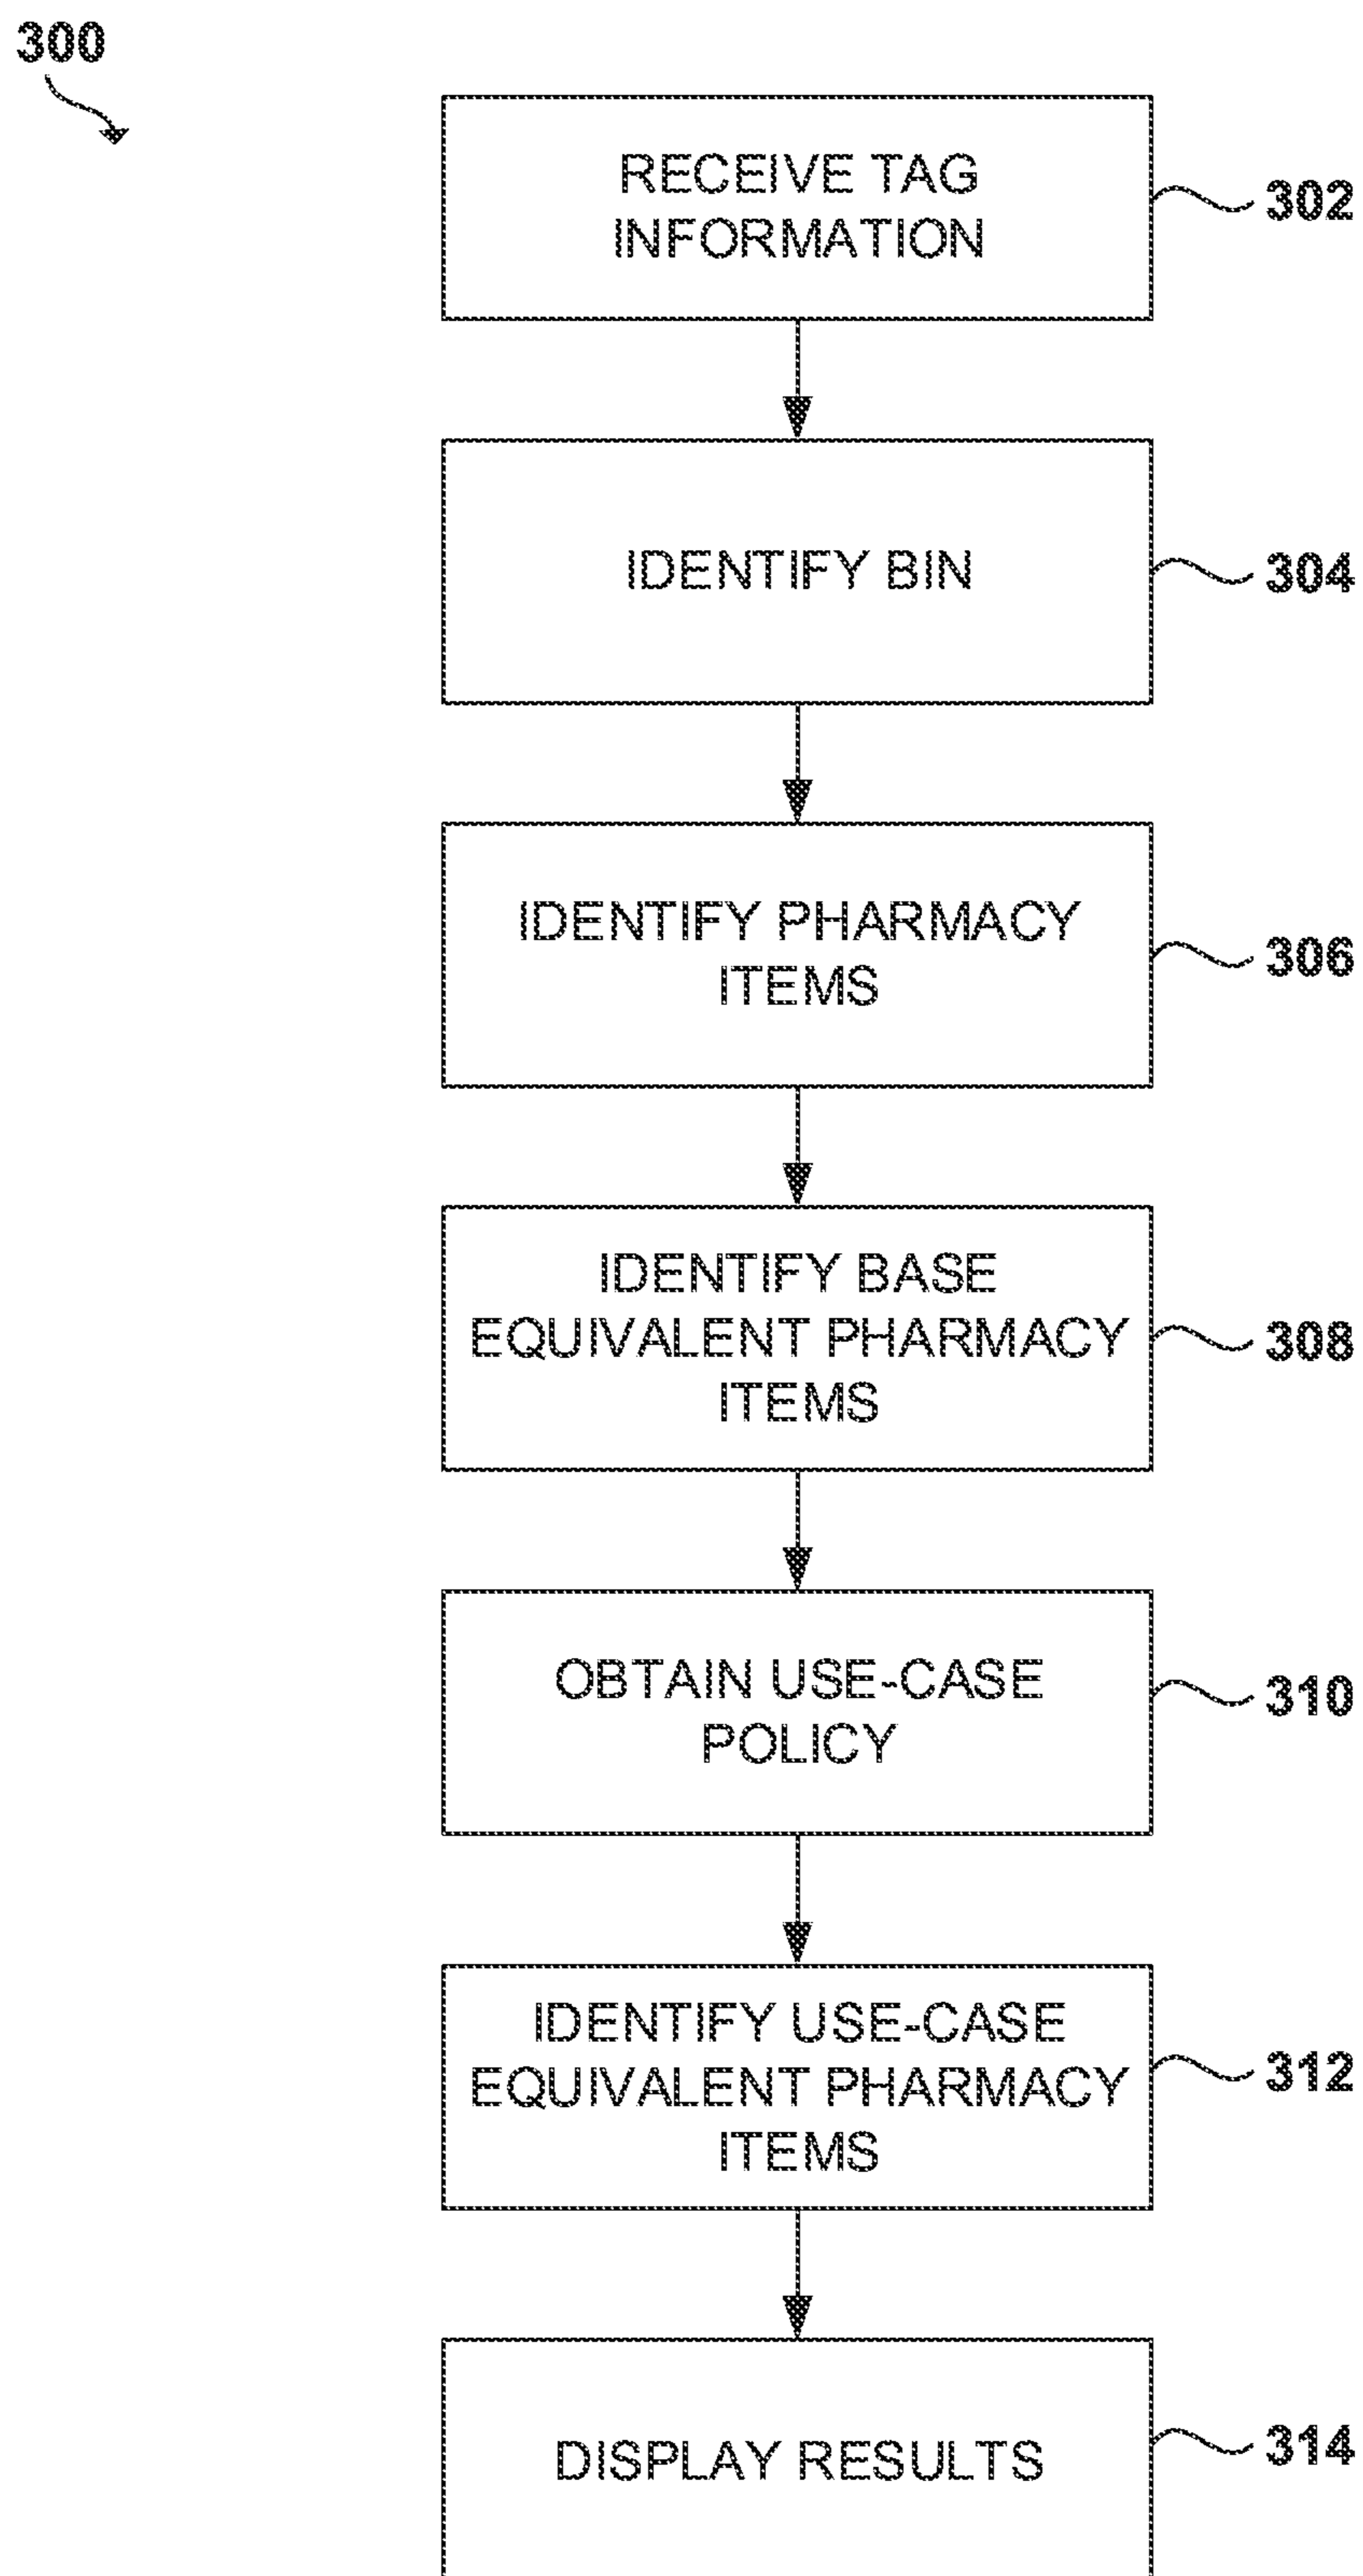 300
RECEIVE TAG
INFORMATION
302
IDENTIFY BIN
304
IDENTIFY PHARMACY
ITEMS
306
IDENTIFY BASE
EQUIVALENT PHARMACY
ITEMS
308
OBTAIN USE-CASE
POLICY
310
IDENTIFY USE-CASE
EQUIVALENT PHARMACY
ITEMS
312
DISPLAY RESULTS
314